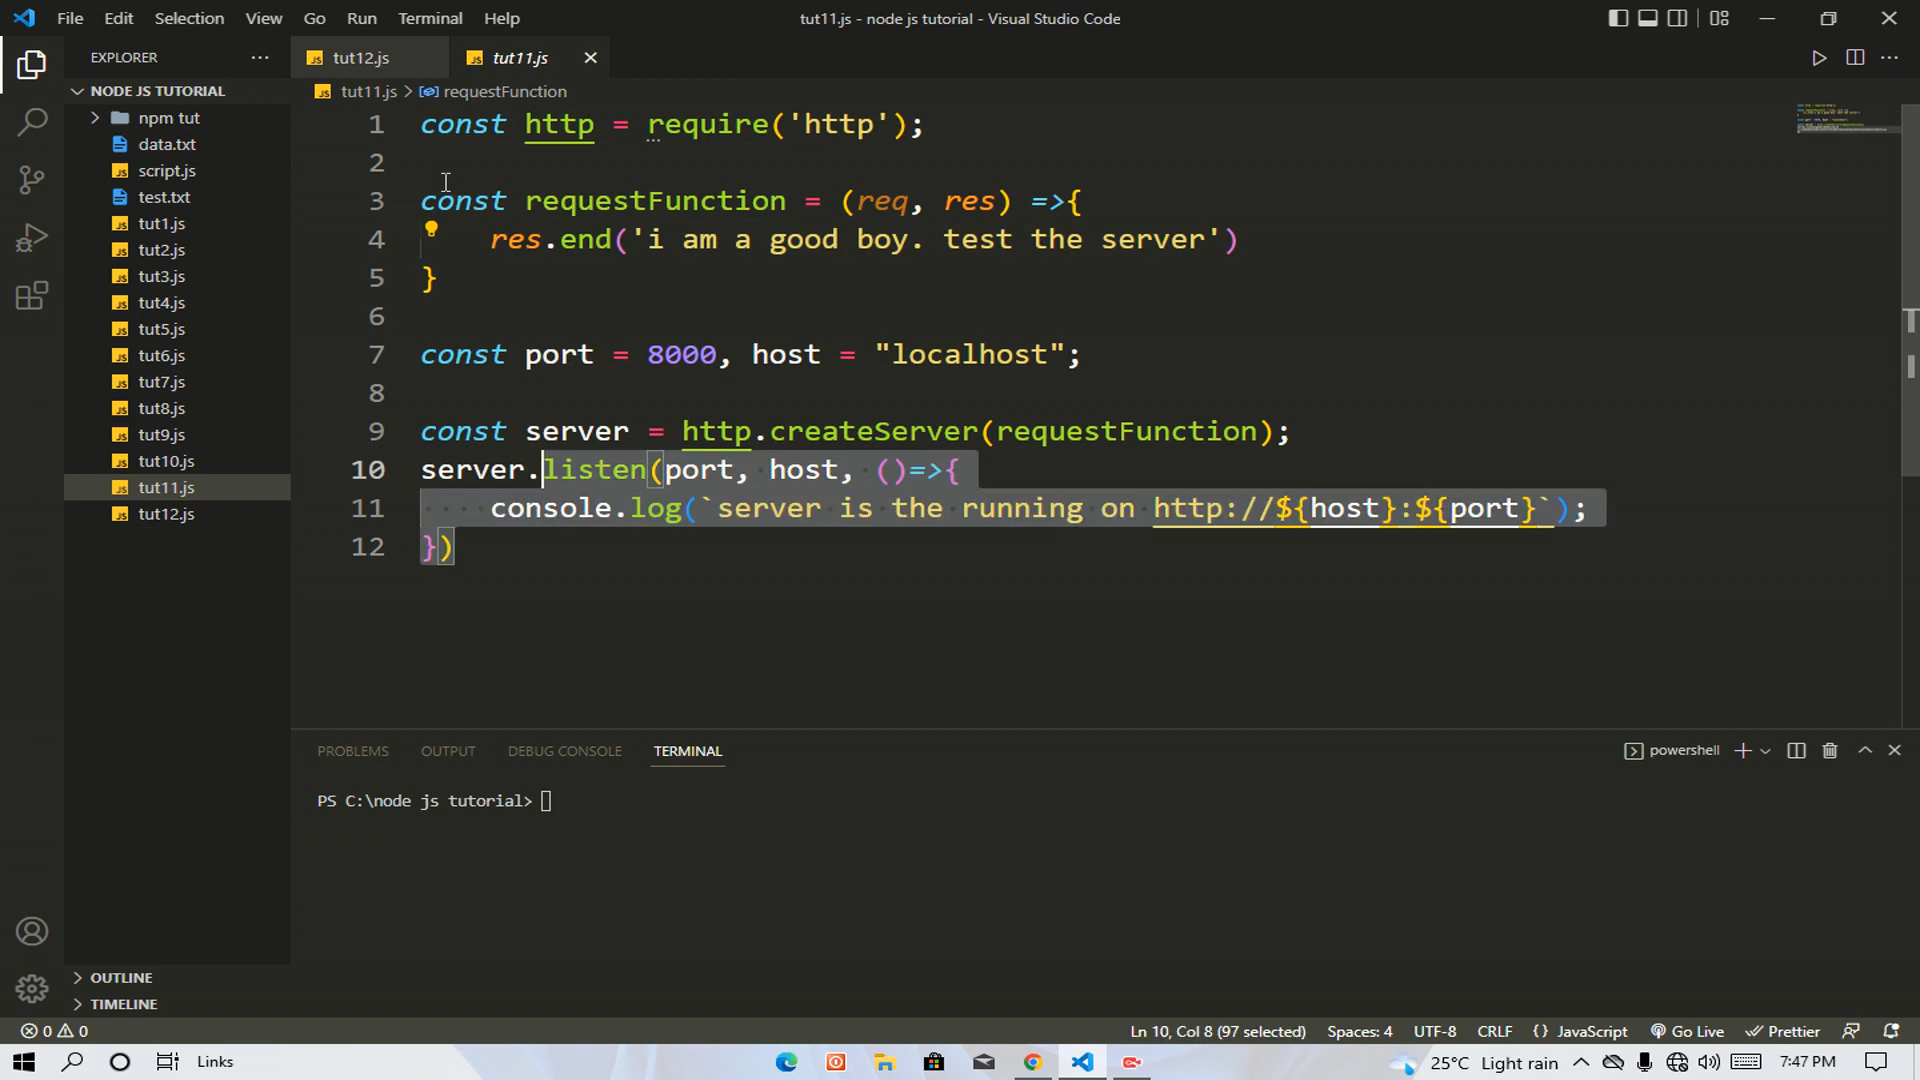 File Edit Selection View Go Run Terminal Help
tut11.js - node js tutorial - Visual Studio Code
EXPLORER
NODE JS TUTORIAL
npm tut
data.txt
script.js
test.txt
tut1.js
tut2.js
tut3.js
tut4.js
tut5.js
tut6.js
tut7.js
tut8.js
tut9.js
tut10.js
tut11.js
tut12.js
OUTLINE
TIMELINE
tut12.js tut11.js
tut11.js > requestFunction
1 const http = require('http');
2
3 const requestFunction = (req, res) =>{
4 res.end('i am a good boy. test the server')
5 }
6
7 const port = 8000, host = "localhost";
8
9 const server = http.createServer(requestFunction);
10 server.listen(port, host, ()=>{
11 console.log(`server is the running on http://${host}:${port}`);
12 })
PROBLEMS OUTPUT DEBUG CONSOLE TERMINAL powershell
PS C:\node js tutorial>
0 0 Ln 10, Col 8 (97 selected) Spaces: 4 UTF-8 CRLF {} JavaScript Go Live Prettier
Links 25°C Light rain 7:47 PM